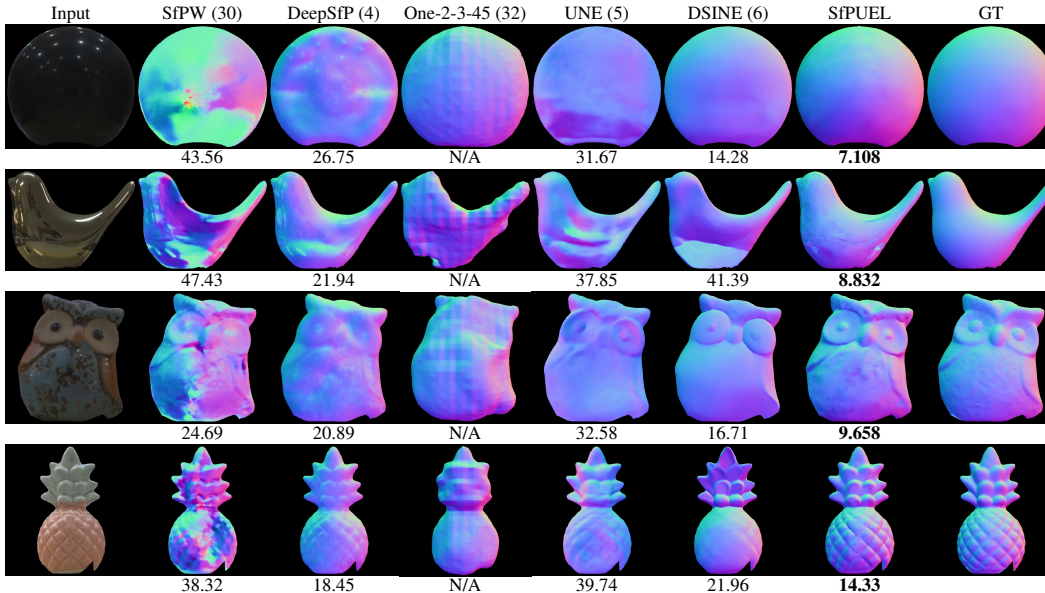 Input SfPW (30) DeepSfP (4) One-2-3-45 (32) UNE (5) DSINE (6) SfPUEL GT
43.56 26.75 N/A 31.67 14.28 7.108
47.43 21.94 N/A 37.85 41.39 8.832
24.69 20.89 N/A 32.58 16.71 9.658
38.32 18.45 N/A 39.74 21.96 14.33